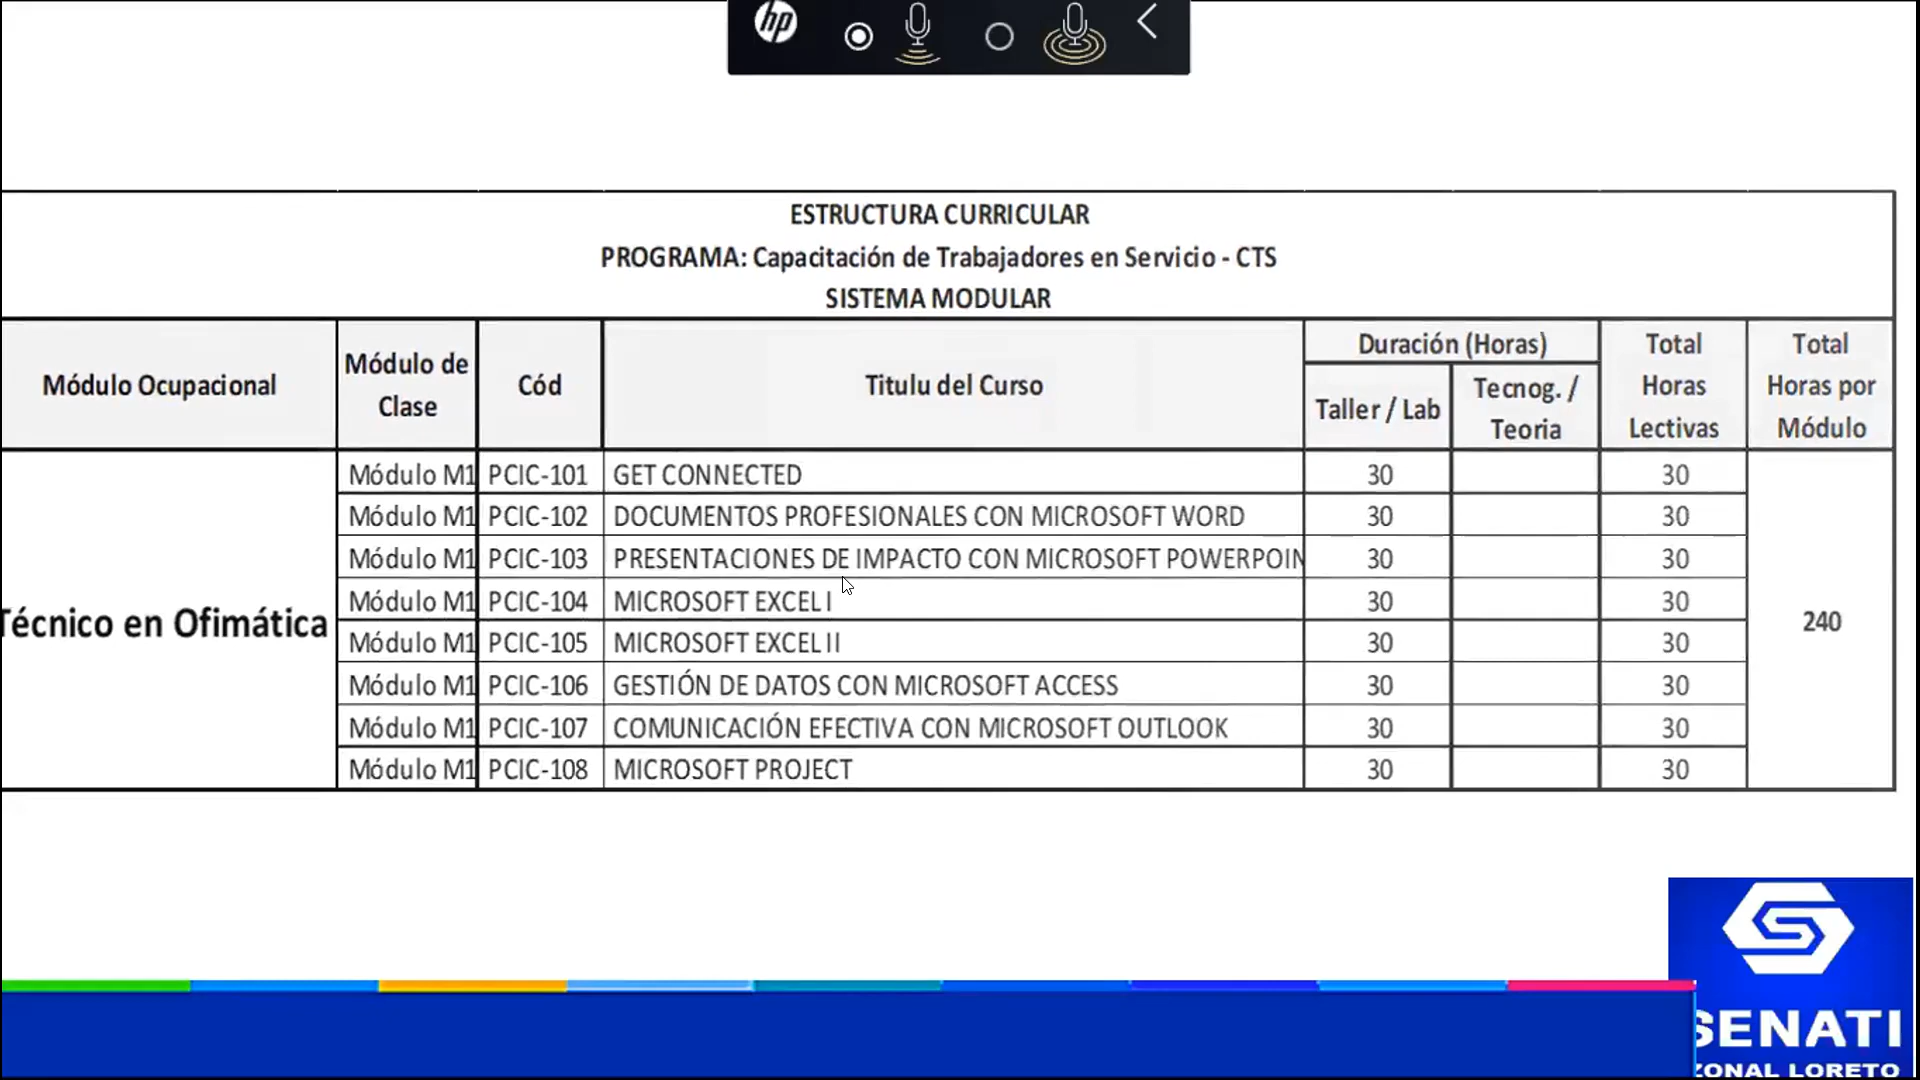 hp
ESTRUCTURA CURRICULAR
PROGRAMA: Capacitación de Trabajadores en Servicio - CTS
SISTEMA MODULAR
Módulo Ocupacional Módulo de Clase Cód Titulu del Curso Duración (Horas) Taller / Lab Tecnog. / Teoria Total Horas Lectivas Total Horas por Módulo
Técnico en Ofimática
Módulo M1 PCIC-101 GET CONNECTED 30 30
Módulo M1 PCIC-102 DOCUMENTOS PROFESIONALES CON MICROSOFT WORD 30 30
Módulo M1 PCIC-103 PRESENTACIONES DE IMPACTO CON MICROSOFT POWERPOIN 30 30
Módulo M1 PCIC-104 MICROSOFT EXCEL I 30 30
Módulo M1 PCIC-105 MICROSOFT EXCEL II 30 30
Módulo M1 PCIC-106 GESTIÓN DE DATOS CON MICROSOFT ACCESS 30 30
Módulo M1 PCIC-107 COMUNICACIÓN EFECTIVA CON MICROSOFT OUTLOOK 30 30
Módulo M1 PCIC-108 MICROSOFT PROJECT 30 30
240
SENATI
ZONAL LORETO